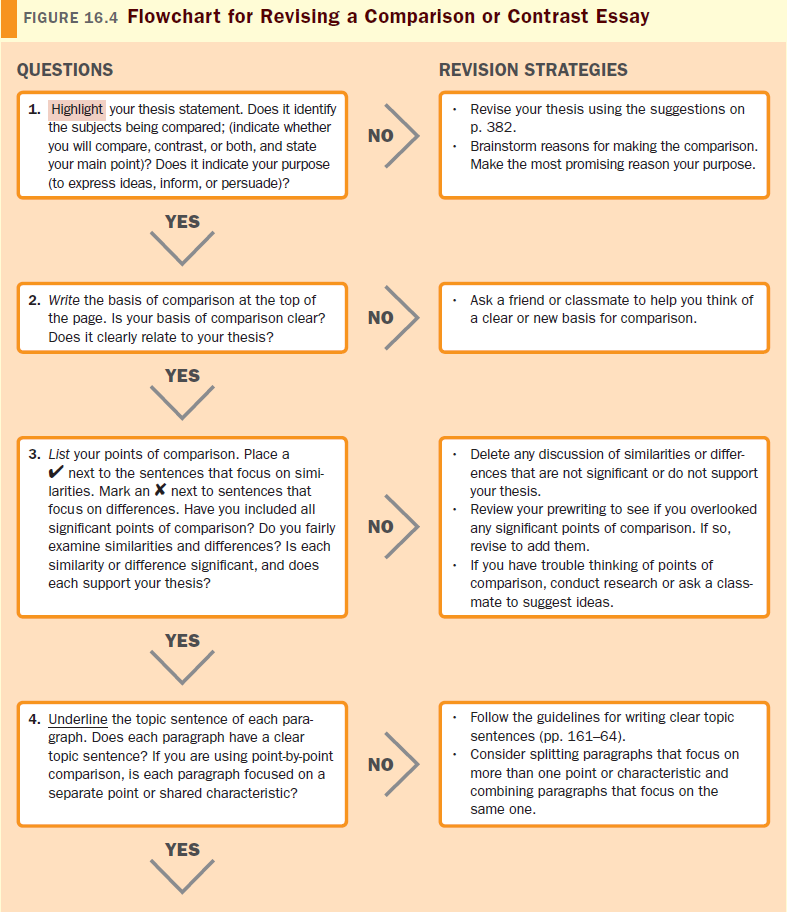 FIGURE 16.4 Flowchart for Revising a Comparison or Contrast Essay
QUESTIONS
REVISION STRATEGIES
1. Highlight your thesis statement. Does it identify
the subjects being compared; (indicate whether
you will compare, contrast, or both, and state
your main point)? Does it indicate your purpose
(to express ideas, inform, or persuade)?
NO
· Revise your thesis using the suggestions on
p. 382.
· Brainstorm reasons for making the comparison.
Make the most promising reason your purpose.
YES
2. Write the basis of comparison at the top of
the page. Is your basis of comparison clear?
Does it clearly relate to your thesis?
NO
· Ask a friend or classmate to help you think of
a clear or new basis for comparison.
YES
3. List your points of comparison. Place a
✔ next to the sentences that focus on simi-
larities. Mark an ✘ next to sentences that
focus on differences. Have you included all
significant points of comparison? Do you fairly
examine similarities and differences? Is each
similarity or difference significant, and does
each support your thesis?
NO
· Delete any discussion of similarities or differ-
ences that are not significant or do not support
your thesis.
· Review your prewriting to see if you overlooked
any significant points of comparison. If so,
revise to add them.
· If you have trouble thinking of points of
comparison, conduct research or ask a class-
mate to suggest ideas.
YES
4. Underline the topic sentence of each para-
graph. Does each paragraph have a clear
topic sentence? If you are using point-by-point
comparison, is each paragraph focused on a
separate point or shared characteristic?
NO
· Follow the guidelines for writing clear topic
sentences (pp. 161–64).
· Consider splitting paragraphs that focus on
more than one point or characteristic and
combining paragraphs that focus on the
same one.
YES